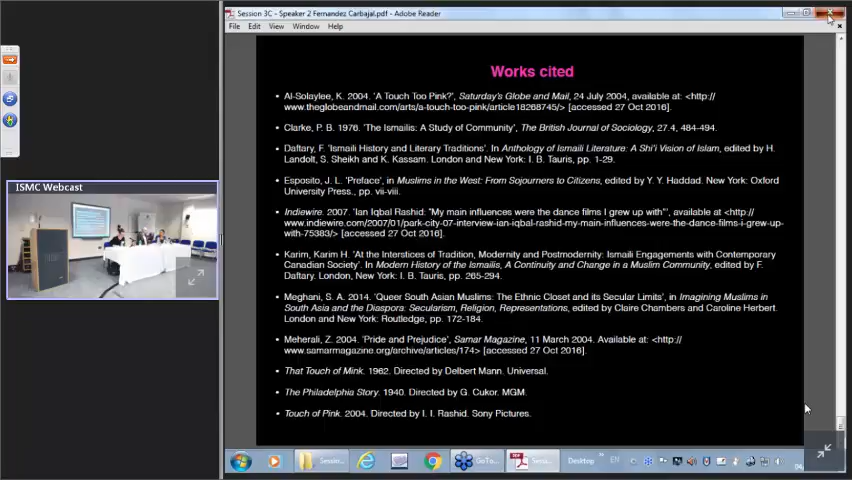 Session 3C - Speaker 2 Fernandez Carbajal.pdf - Adobe Reader
File Edit View Window Help
ISMC Webcast
Works cited
• Al-Solaylee, K. 2004. 'A Touch Too Pink?', Saturday's Globe and Mail, 24 July 2004, available at: <http://
www.theglobeandmail.com/arts/a-touch-too-pink/article18268745/> [accessed 27 Oct 2016].
• Clarke, P. B. 1976. 'The Ismailis: A Study of Community', The British Journal of Sociology, 27.4, 484-494.
• Daftary, F. 'Ismaili History and Literary Traditions'. In Anthology of Ismaili Literature: A Shi'i Vision of Islam, edited by H.
Landolt, S. Sheikh and K. Kassam. London and New York: I. B. Tauris, pp. 1-29.
• Esposito, J. L. 'Preface', in Muslims in the West: From Sojourners to Citizens, edited by Y. Y. Haddad. New York: Oxford
University Press., pp. vii-viii.
• Indiewire. 2007. 'Ian Iqbal Rashid: "My main influences were the dance films I grew up with"', available at <http://
www.indiewire.com/2007/01/park-city-07-interview-ian-iqbal-rashid-my-main-influences-were-the-dance-films-i-grew-up-
with-75383/> [accessed 27 Oct 2016].
• Karim, Karim H. 'At the Interstices of Tradition, Modernity and Postmodernity: Ismaili Engagements with Contemporary
Canadian Society'. In Modern History of the Ismailis, A Continuity and Change in a Muslim Community, edited by F.
Daftary. London, New York: I. B. Tauris, pp. 265-294.
• Meghani, S. A. 2014. 'Queer South Asian Muslims: The Ethnic Closet and its Secular Limits', in Imagining Muslims in
South Asia and the Diaspora: Secularism, Religion, Representations, edited by Claire Chambers and Caroline Herbert.
London and New York: Routledge, pp. 172-184.
• Meherali, Z. 2004. 'Pride and Prejudice', Samar Magazine, 11 March 2004. Available at: <http://
www.samarmagazine.org/archive/articles/174> [accessed 27 Oct 2016].
• That Touch of Mink. 1962. Directed by Delbert Mann. Universal.
• The Philadelphia Story. 1940. Directed by G. Cukor. MGM.
• Touch of Pink. 2004. Directed by I. I. Rashid. Sony Pictures.
Sessio... GoTo... Sessi... Desktop EN